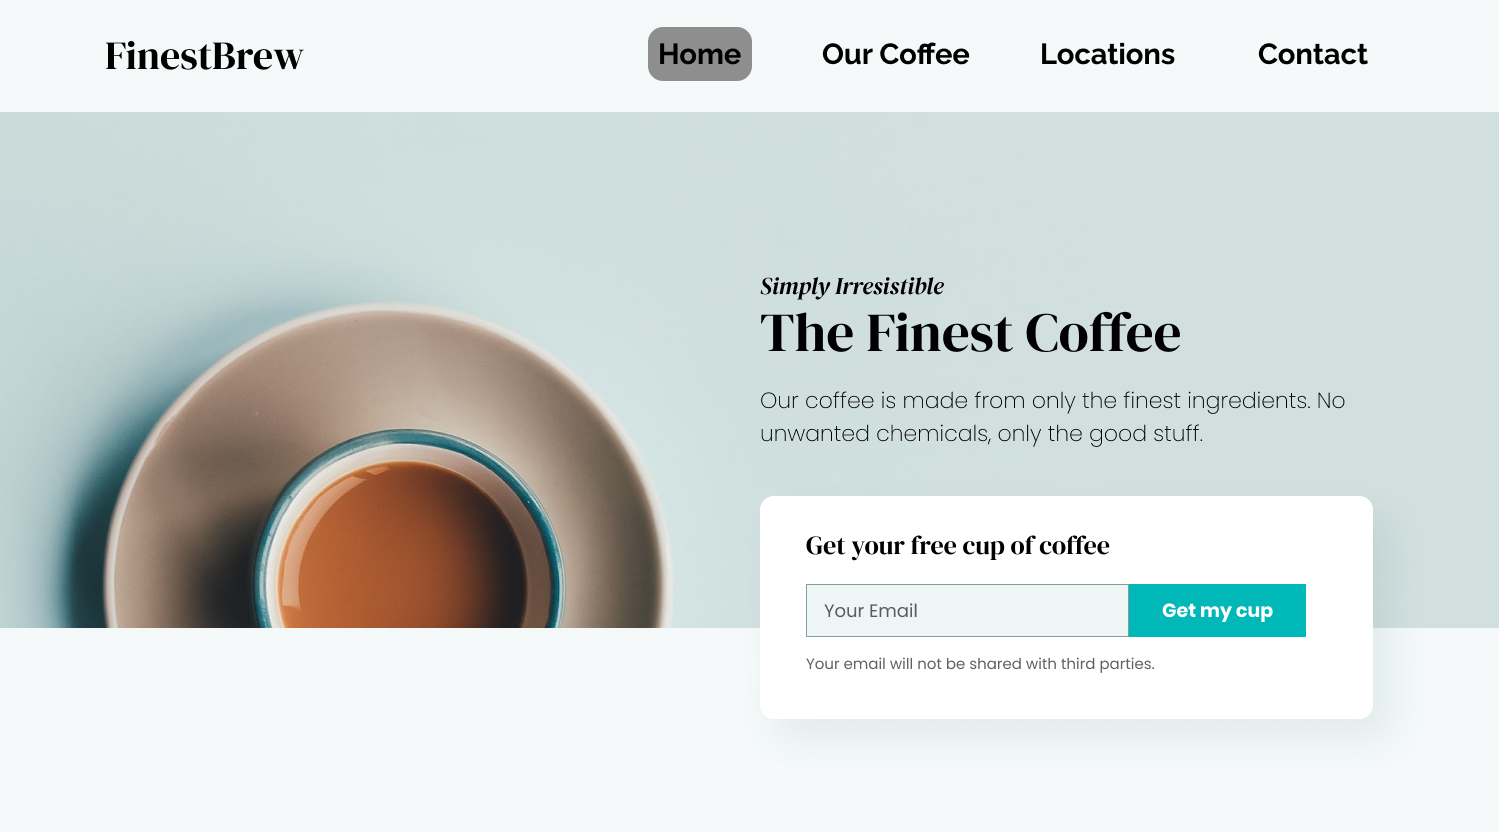 FinestBrew
Home
Our Coffee
Locations
Contact
Simply Irresistible
The Finest Coffee
Our coffee is made from only the finest ingredients. No
unwanted chemicals, only the good stuff.
Get your free cup of coffee
Your Email
Get my cup
Your email will not be shared with third parties.